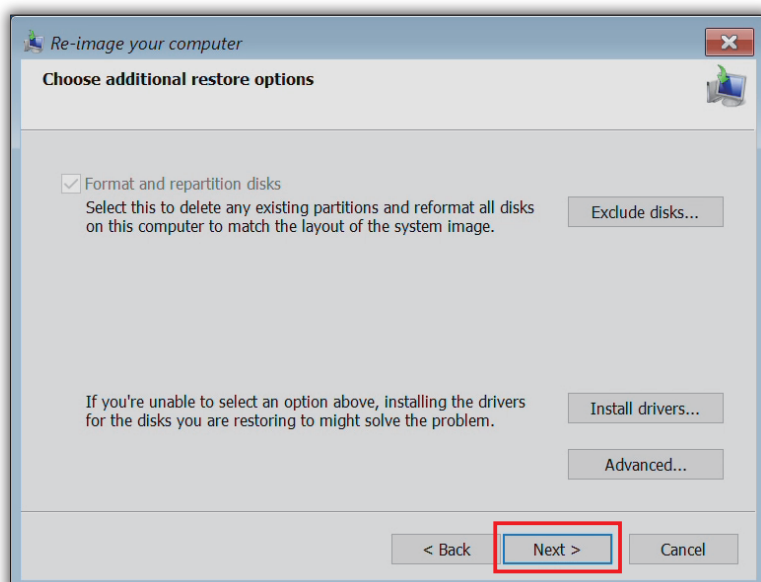 Re-image your computer
Choose additional restore options
Format and repartition disks
Select this to delete any existing partitions and reformat all disks
on this computer to match the layout of the system image.
Exclude disks...
If you're unable to select an option above, installing the drivers
for the disks you are restoring to might solve the problem.
Install drivers...
Advanced...
< Back Next > Cancel